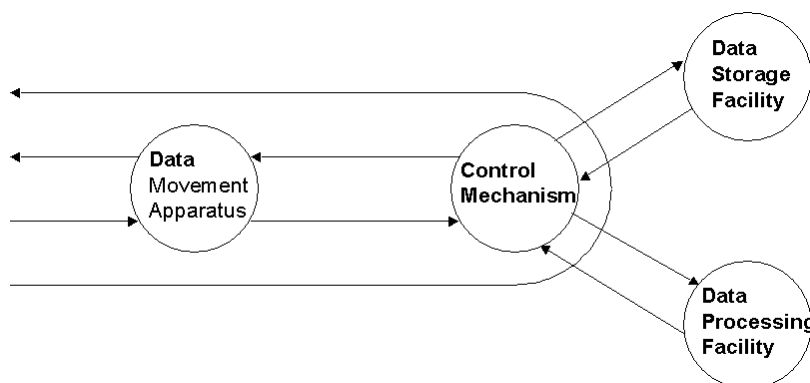 Data
Movement
Apparatus
Control
Mechanism
Data
Storage
Facility
Data
Processing
Facility